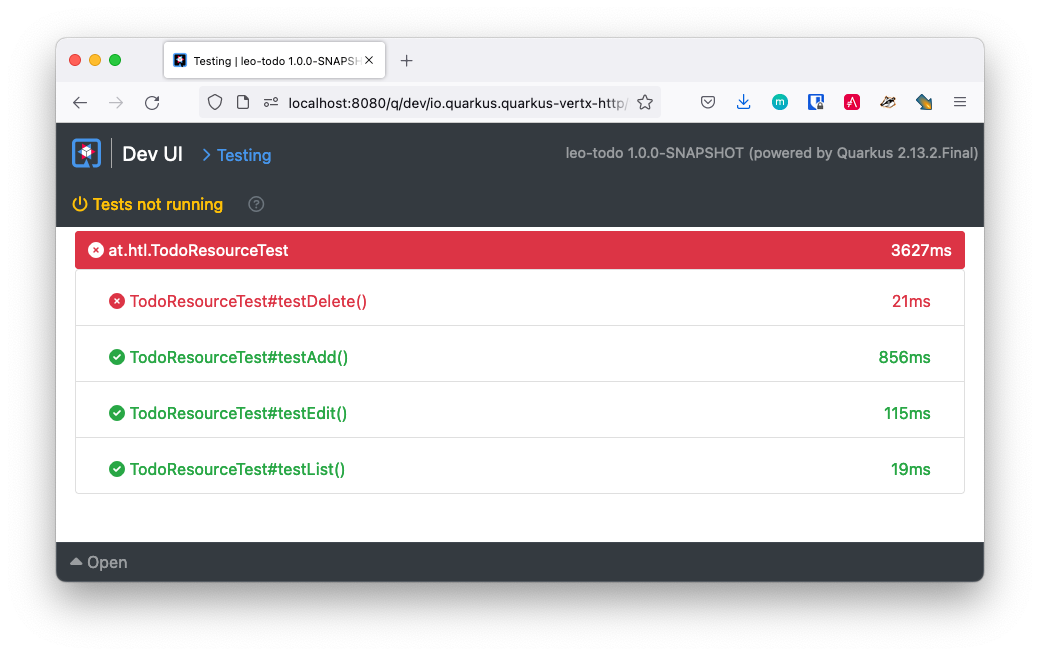 Testing | leo-todo 1.0.0-SNAPSH
localhost:8080/q/dev/io.quarkus.quarkus-vertx-http/
Dev UI > Testing
leo-todo 1.0.0-SNAPSHOT (powered by Quarkus 2.13.2.Final)
Tests not running ?
at.htl.TodoResourceTest 3627ms
TodoResourceTest#testDelete() 21ms
TodoResourceTest#testAdd() 856ms
TodoResourceTest#testEdit() 115ms
TodoResourceTest#testList() 19ms
Open